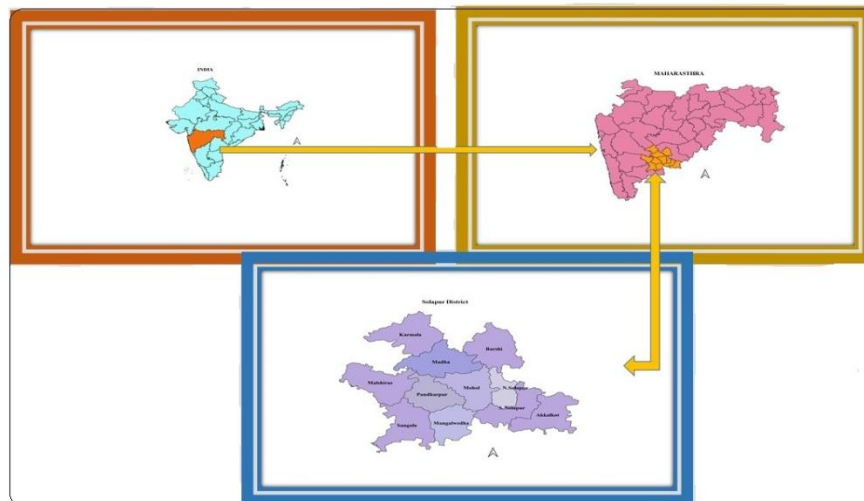 INDIA
MAHARASTHRA
Solapur District
Karmala
Barshi
Madha
Malshiras
Mohol
N.Solapur
Pandharpur
S. Solapur
Akkalkot
Sangola
Mangalwedha